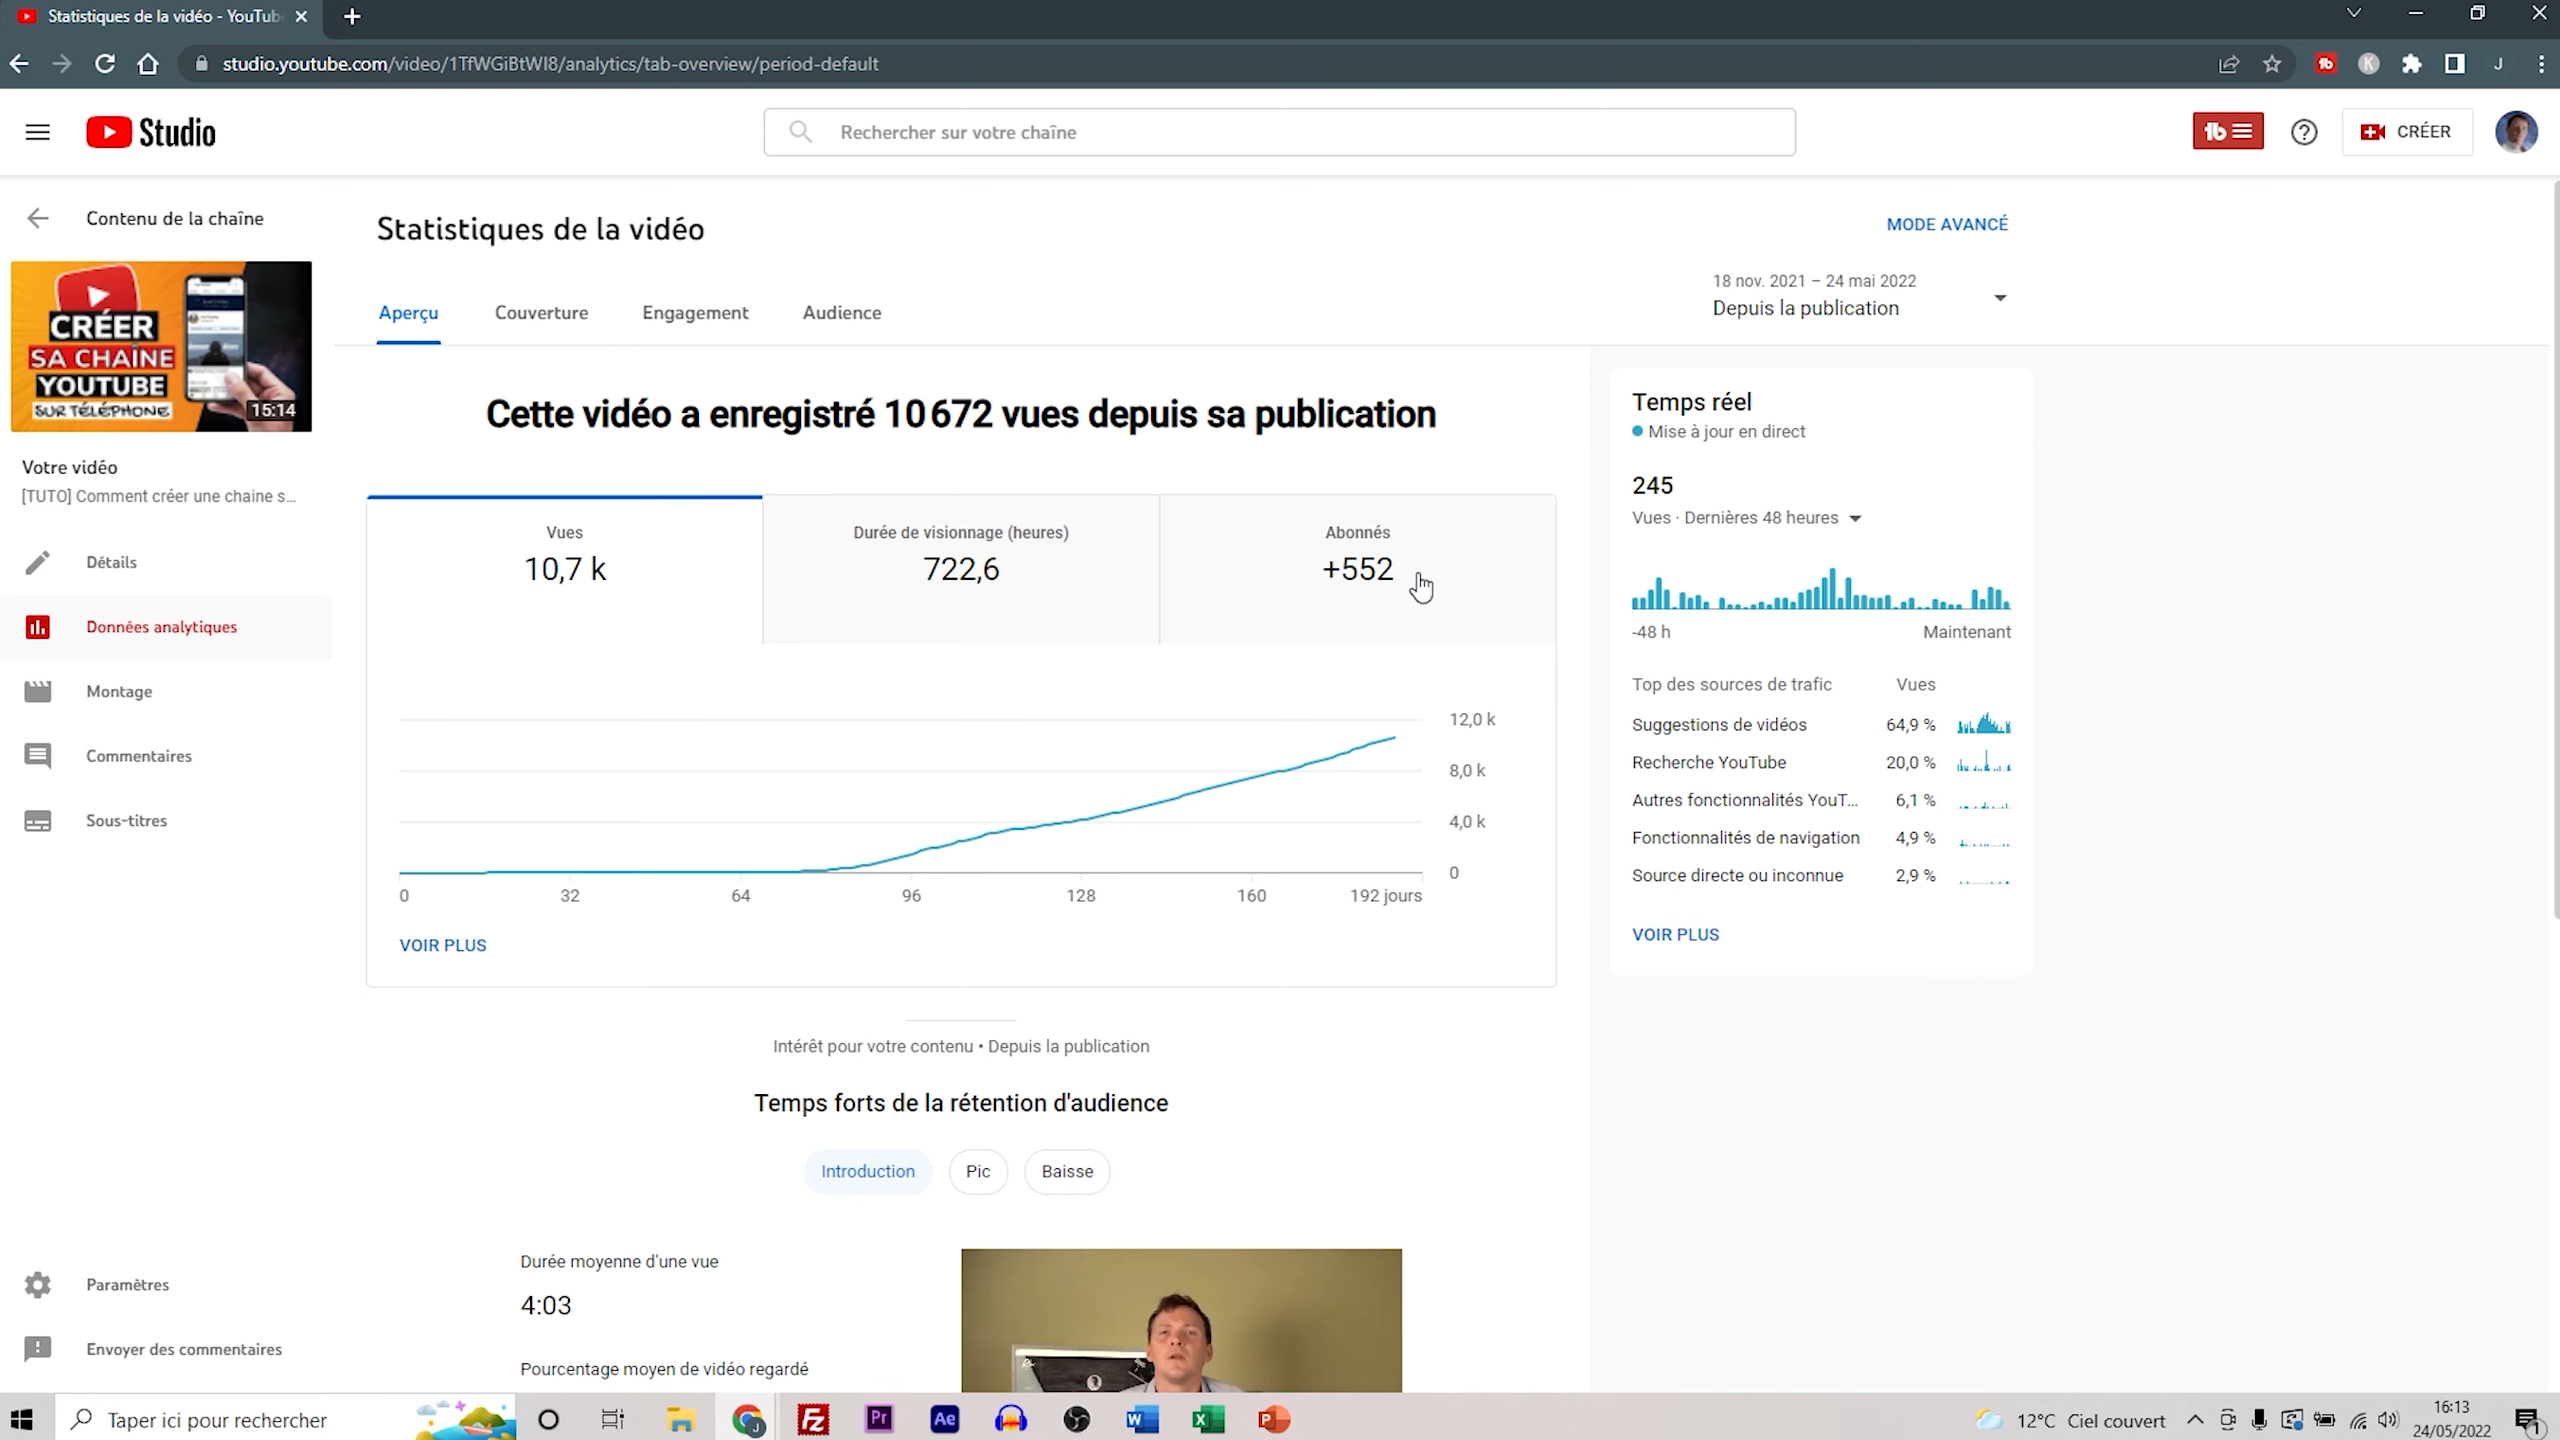 Statistiques de la vidéo - YouTub
studio.youtube.com/video/1TfWGiBtWI8/analytics/tab-overview/period-default
J
Studio
Rechercher sur votre chaîne
CRÉER
Contenu de la chaîne
Statistiques de la vidéo
MODE AVANCÉ
18 nov. 2021 – 24 mai 2022
Depuis la publication
Aperçu
Couverture
Engagement
Audience
CRÉER
SA CHAÎNE
YOUTUBE
SUR TÉLÉPHONE
15:14
Votre vidéo
[TUTO] Comment créer une chaine s...
Détails
Données analytiques
Montage
Commentaires
Sous-titres
Paramètres
Envoyer des commentaires
Cette vidéo a enregistré 10 672 vues depuis sa publication
Vues
10,7 k
Durée de visionnage (heures)
722,6
Abonnés
+552
12,0 k
8,0 k
4,0 k
0
0 32 64 96 128 160 192 jours
VOIR PLUS
Intérêt pour votre contenu • Depuis la publication
Temps forts de la rétention d'audience
Introduction
Pic
Baisse
Durée moyenne d'une vue
4:03
Pourcentage moyen de vidéo regardé
Temps réel
Mise à jour en direct
245
Vues · Dernières 48 heures
-48 h Maintenant
Top des sources de trafic Vues
Suggestions de vidéos 64,9 %
Recherche YouTube 20,0 %
Autres fonctionnalités YouT... 6,1 %
Fonctionnalités de navigation 4,9 %
Source directe ou inconnue 2,9 %
VOIR PLUS
Taper ici pour rechercher
12°C Ciel couvert
16:13
24/05/2022